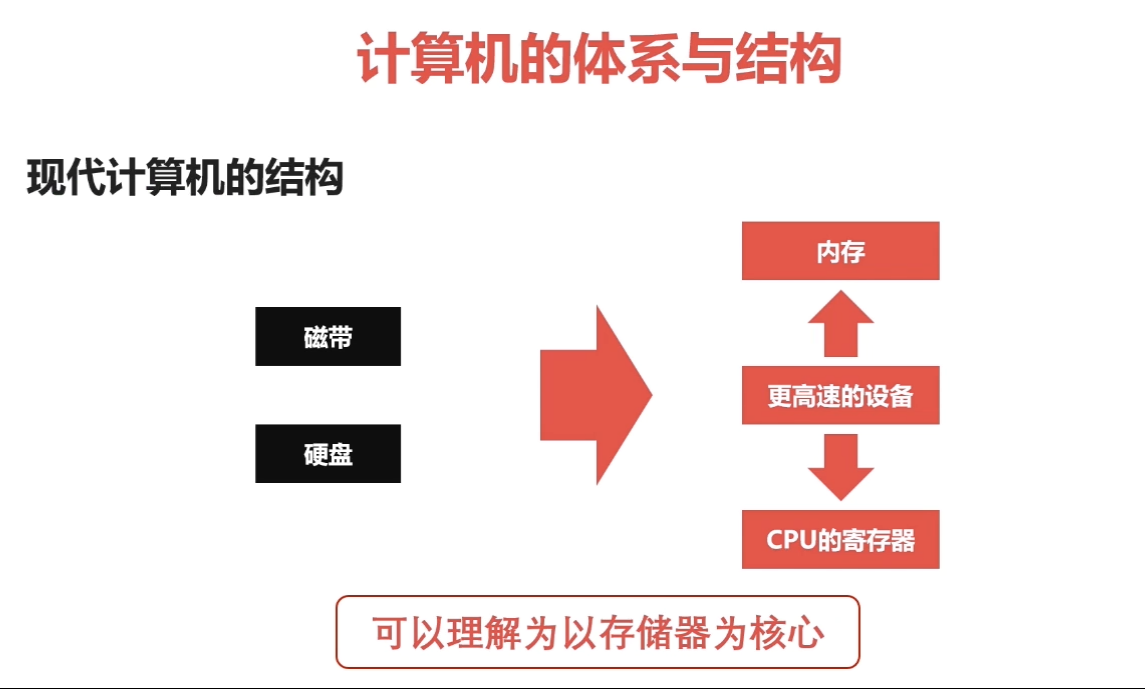 计算机的体系与结构
现代计算机的结构
磁带
硬盘
内存
更高速的设备
CPU的寄存器
可以理解为以存储器为核心